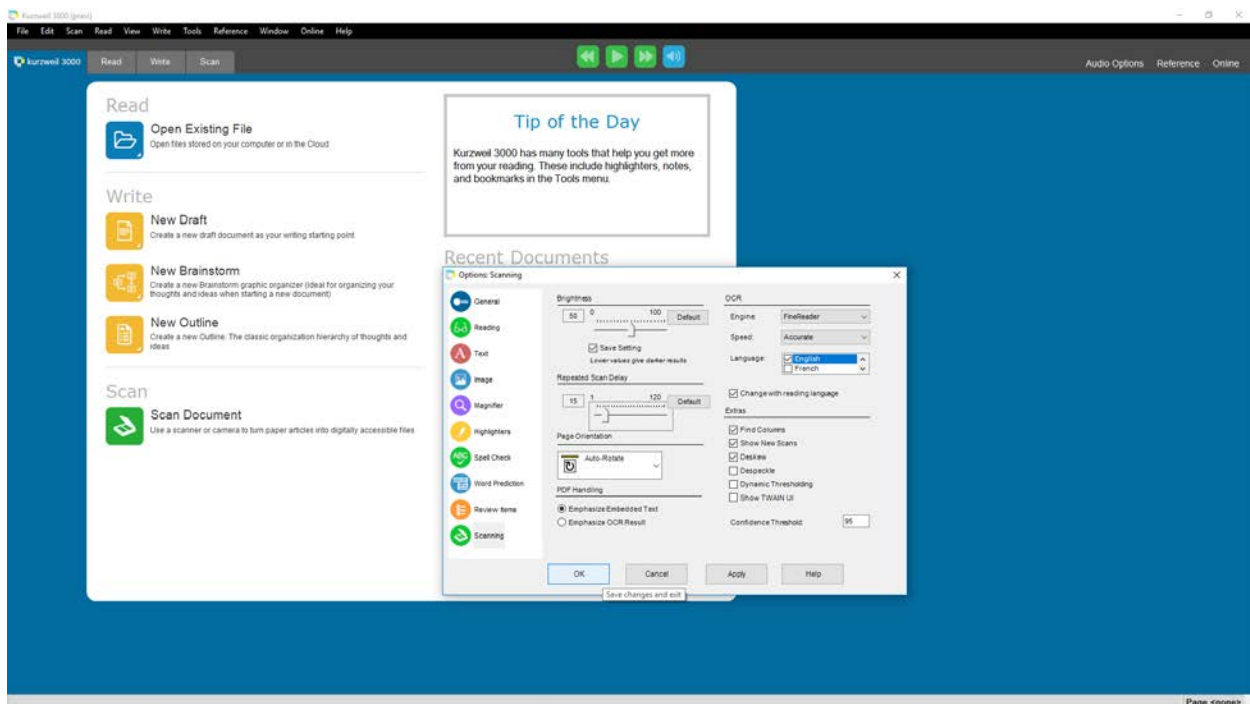 Kurzweil 3000 (previ)
File Edit Scan Read View Write Tools Reference Window Online Help
kurzweil 3000 Read Write Scan
Audio Options Reference Online
Read
Open Existing File
Open files stored on your computer or in the Cloud
Write
New Draft
Create a new draft document as your writing starting point
New Brainstorm
Create a new Brainstorm graphic organizer (ideal for organizing your
thoughts and ideas when starting a new document)
New Outline
Create a new Outline: The classic organization hierarchy of thoughts and
ideas
Scan
Scan Document
Use a scanner or camera to turn paper articles into digitally accessible files
Tip of the Day
Kurzweil 3000 has many tools that help you get more
from your reading. These include highlighters, notes,
and bookmarks in the Tools menu.
Recent Documents
Options: Scanning
General
Reading
Text
Image
Magnifier
Highlighters
Spell Check
Word Prediction
Review Items
Scanning
Brightness
50 0 100 Default
Save Setting
Lower values give darker results
Repeated Scan Delay
15 1 120 Default
Page Orientation
Auto-Rotate
PDF Handling
Emphasize Embedded Text
Emphasize OCR Result
OCR
Engine: FineReader
Speed: Accurate
Language: English
French
Change with reading language
Extras
Find Columns
Show New Scans
Deskew
Despeckle
Dynamic Thresholding
Show TWAIN UI
Confidence Threshold 95
OK Cancel Apply Help
Save changes and exit
Page <none>